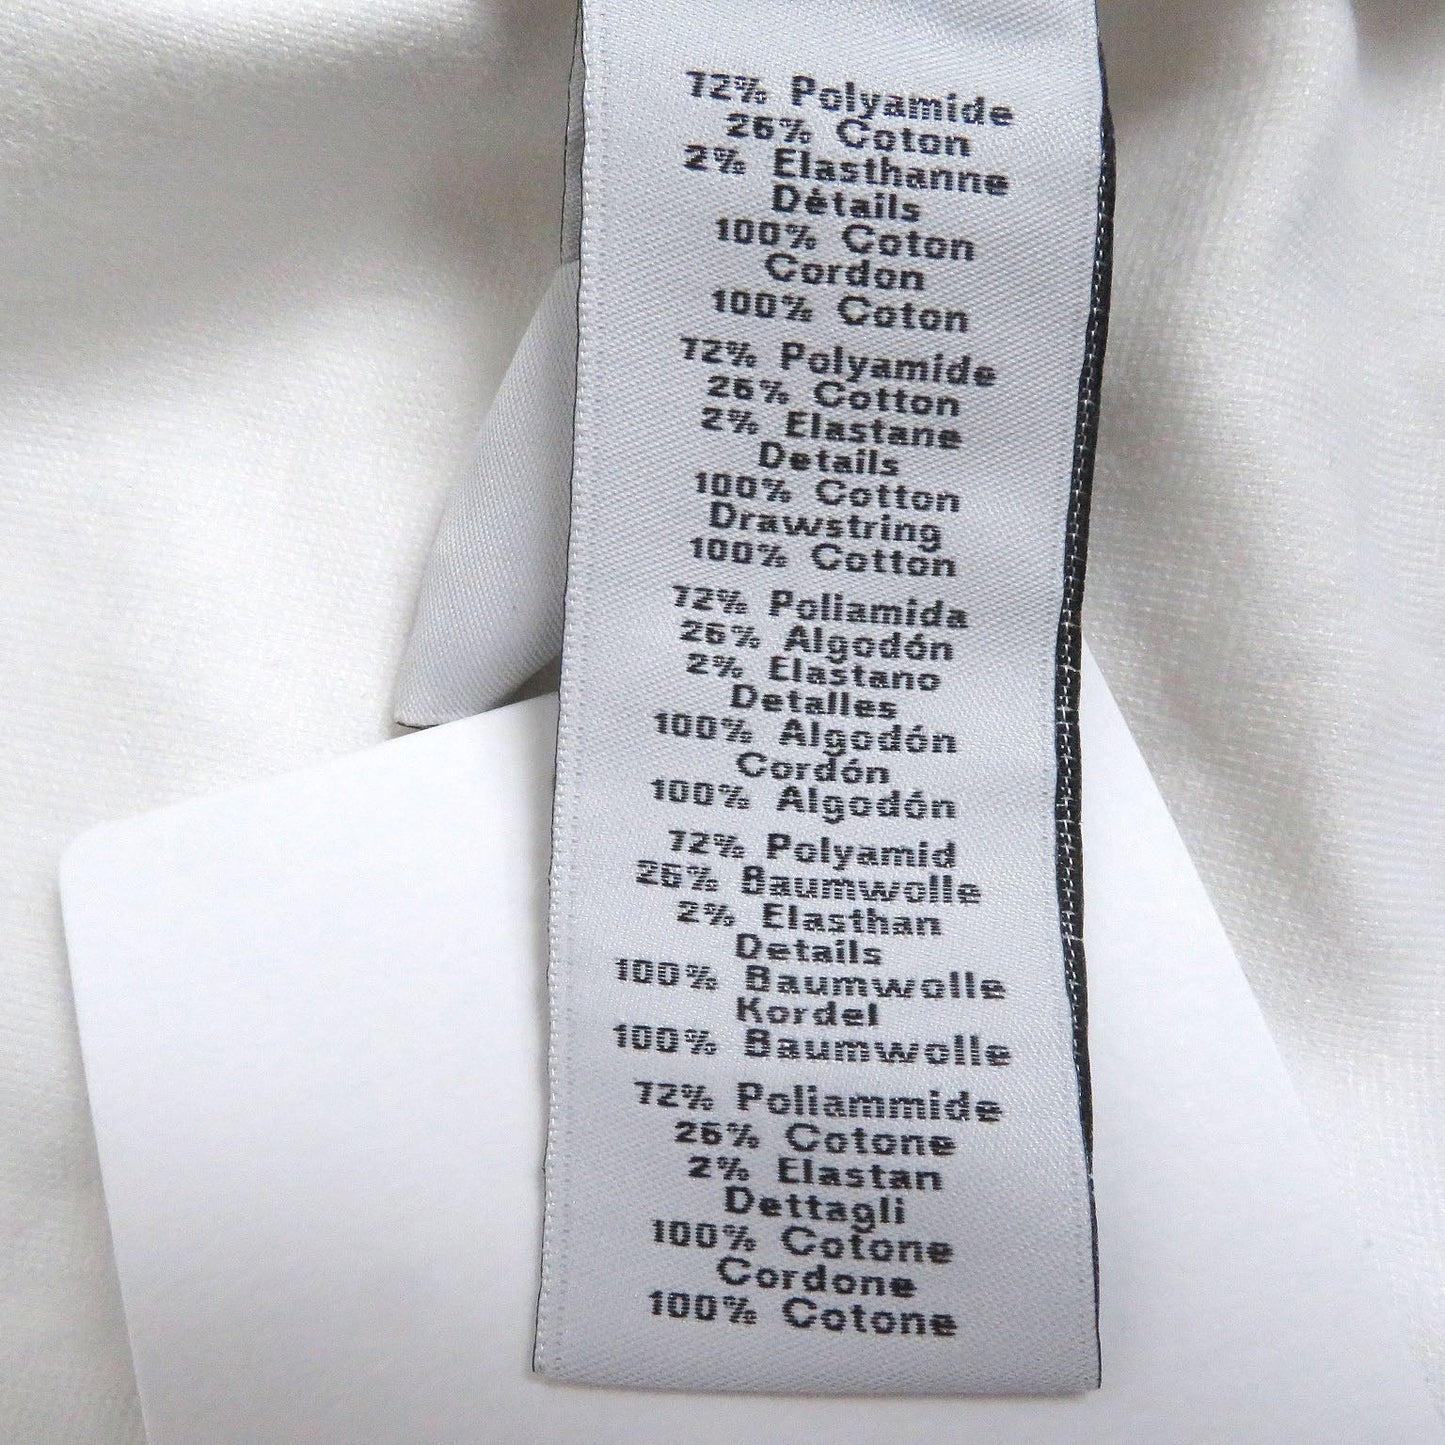 72% Polyamide
26% Coton
2% Elasthanne
Détails
100% Coton
Cordon
100% Coton
72% Polyamide
26% Cotton
2% Elastane
Details
100% Cotton
Drawstring
100% Cotton
72% Poliamida
26% Algodón
2% Elastano
Detalles
100% Algodón
Cordón
100% Algodón
72% Polyamid
26% Baumwolle
2% Elasthan
Details
100% Baumwolle
Kordel
100% Baumwolle
72% Poliammide
26% Cotone
2% Elastan
Dettagli
100% Cotone
Cordone
100% Cotone